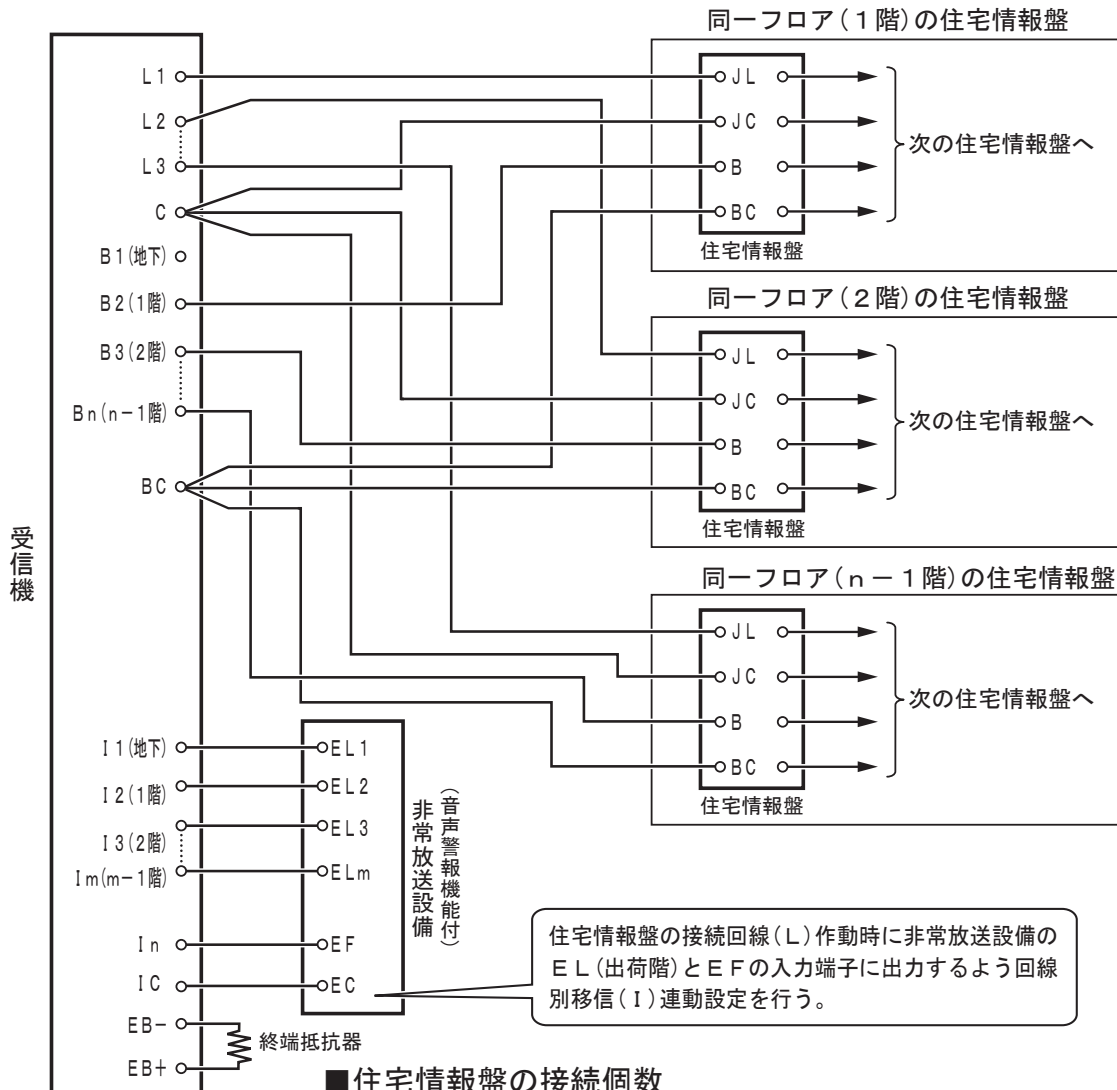 同一フロア(1階)の住宅情報盤
L1
L2
L3
C
B1(地下)
B2(1階)
B3(2階)
Bn(n-1階)
BC
受信機
JL
JC
B
BC
住宅情報盤
次の住宅情報盤へ
同一フロア(2階)の住宅情報盤
JL
JC
B
BC
住宅情報盤
次の住宅情報盤へ
同一フロア(n-1階)の住宅情報盤
JL
JC
B
BC
住宅情報盤
次の住宅情報盤へ
I1(地下)
I2(1階)
I3(2階)
Im(m-1階)
In
IC
EB-
EB+
EL1
EL2
EL3
ELm
EF
EC
非常放送設備
(音声警報機能付)
終端抵抗器
住宅情報盤の接続回線(L)作動時に非常放送設備の
EL(出荷階)とEFの入力端子に出力するよう回線
別移信(I)連動設定を行う。
■住宅情報盤の接続個数